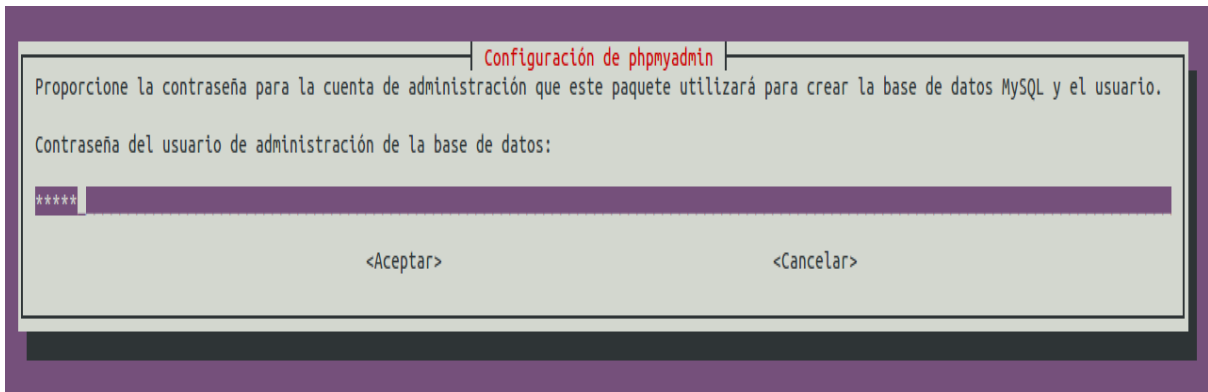 Configuración de phpmyadmin
Proporcione la contraseña para la cuenta de administración que este paquete utilizará para crear la base de datos MySQL y el usuario.
Contraseña del usuario de administración de la base de datos:
*****
<Aceptar> <Cancelar>